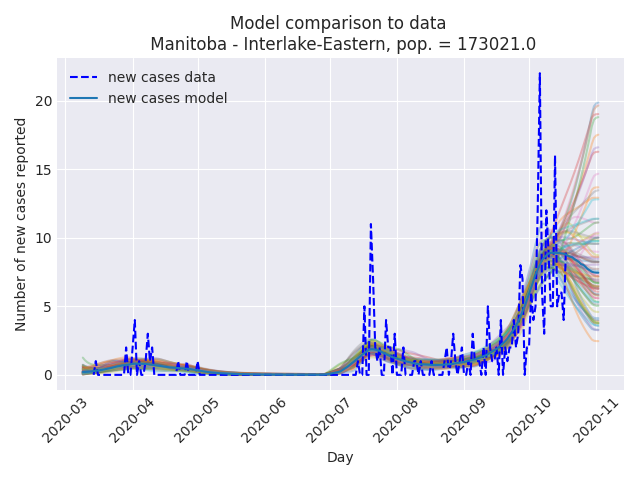 Model comparison to data
Manitoba - Interlake-Eastern, pop. = 173021.0
new cases data
new cases model
Number of new cases reported
20
15
10
5
0
2020-03
2020-04
2020-05
2020-06
2020-07
2020-08
2020-09
2020-10
2020-11
Day